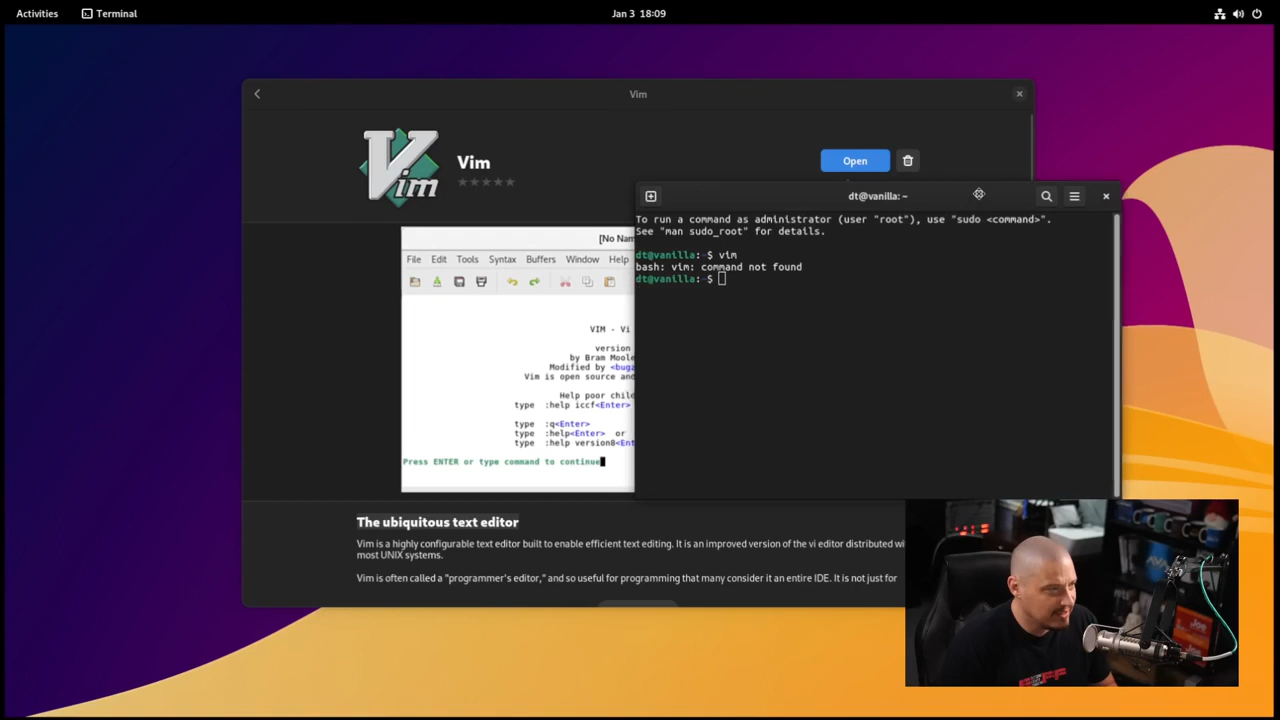 Activities
Terminal
Jan 3 18:09
Vim
Vim
Open
dt@vanilla: ~
To run a command as administrator (user "root"), use "sudo <command>".
See "man sudo_root" for details.
dt@vanilla:~$ vim
bash: vim: command not found
dt@vanilla:~$
[No Nam
File Edit Tools Syntax Buffers Window Help
VIM - Vi
version
by Bram Moole
Modified by <bugz
Vim is open source and
Help poor child
type :help iccf<Enter>
type :q<Enter>
type :help<Enter> or
type :help version8<Ent
Press ENTER or type command to continue
The ubiquitous text editor
Vim is a highly configurable text editor built to enable efficient text editing. It is an improved version of the vi editor distributed wi
most UNIX systems.
Vim is often called a "programmer's editor," and so useful for programming that many consider it an entire IDE. It is not just for